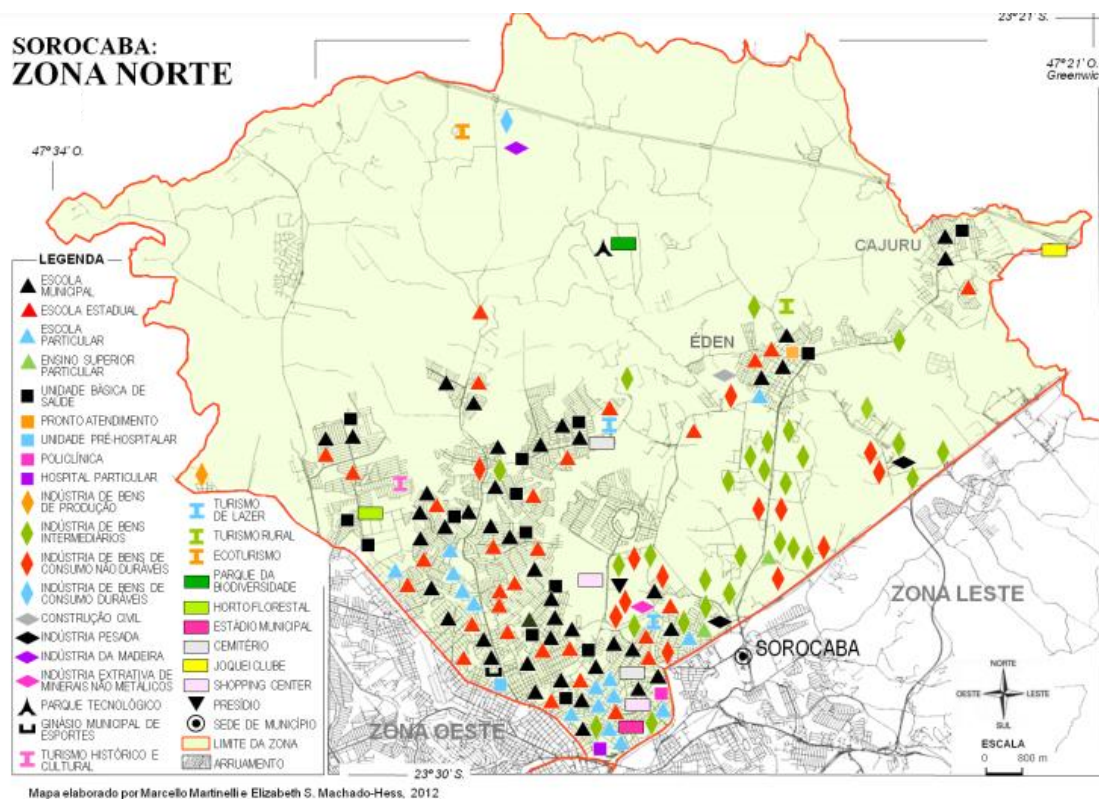 SOROCABA:
ZONA NORTE
23°21' S.
47°21' O.
Greenwic
47°34' O.
CAJURU
ÉDEN
LEGENDA
ESCOLA
MUNICIPAL
ESCOLA ESTADUAL
ESCOLA
PARTICULAR
ENSINO SUPERIOR
PARTICULAR
UNIDADE BÁSICA DE
SAÚDE
PRONTO ATENDIMENTO
UNIDADE PRÉ-HOSPITALAR
POLICLÍNICA
HOSPITAL PARTICULAR
INDÚSTRIA DE BENS
DE PRODUÇÃO
INDÚSTRIA DE BENS
INTERMEDIÁRIOS
INDÚSTRIA DE BENS DE
CONSUMO NÃO DURÁVEIS
INDÚSTRIA DE BENS DE
CONSUMO DURÁVEIS
CONSTRUÇÃO CIVIL
INDÚSTRIA PESADA
INDÚSTRIA DA MADEIRA
INDÚSTRIA EXTRATIVA DE
MINERAIS NÃO METÁLICOS
PARQUE TECNOLÓGICO
GINÁSIO MUNICIPAL DE
ESPORTES
TURISMO HISTÓRICO E
CULTURAL
TURISMO
DE LAZER
TURISMO RURAL
ECOTURISMO
PARQUE DA
BIODIVERSIDADE
HORTO FLORESTAL
ESTÁDIO MUNICIPAL
CEMITÉRIO
JOQUEI CLUBE
SHOPPING CENTER
PRESÍDIO
SEDE DE MUNICÍPIO
LIMITE DA ZONA
ARRUAMENTO
ZONA LESTE
SOROCABA
ZONA OESTE
NORTE
OESTE
LESTE
SUL
ESCALA
0 800 m
23°30' S.
Mapa elaborado por Marcello Martinelli e Elizabeth S. Machado-Hess, 2012